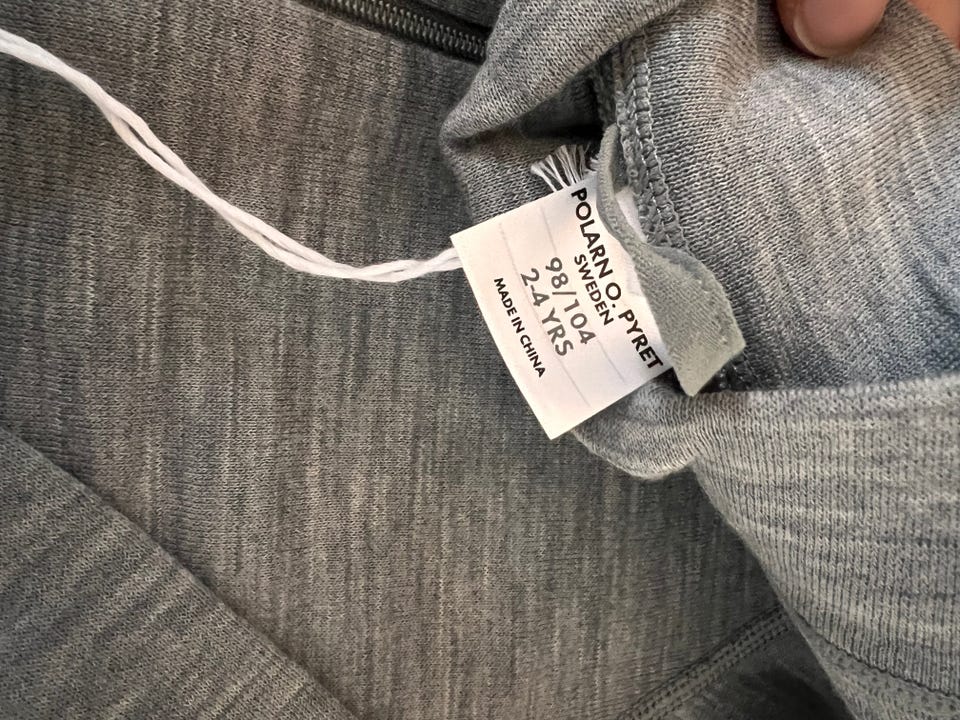 POLARN O. PYRET
SWEDEN
98/104
2-4 YRS
MADE IN CHINA